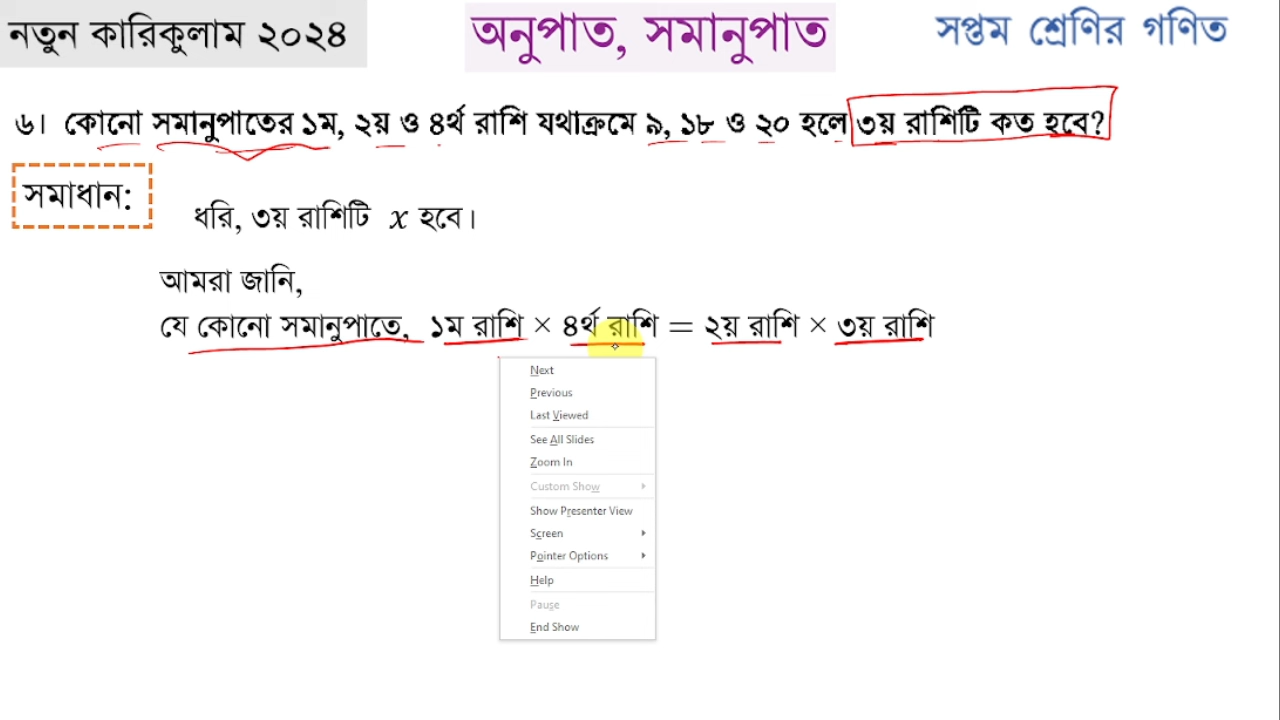 নতুন কারিকুলাম ২০২৪
অনুপাত, সমানুপাত
সপ্তম শ্রেণির গণিত
৬। কোনো সমানুপাতের ১ম, ২য় ও ৪র্থ রাশি যথাক্রমে ৯, ১৮ ও ২০ হলে ৩য় রাশিটি কত হবে?
সমাধান:
ধরি, ৩য় রাশিটি x হবে।
আমরা জানি,
যে কোনো সমানুপাতে, ১ম রাশি × ৪র্থ রাশি = ২য় রাশি × ৩য় রাশি
Next
Previous
Last Viewed
See All Slides
Zoom In
Custom Show
Show Presenter View
Screen
Pointer Options
Help
Pause
End Show